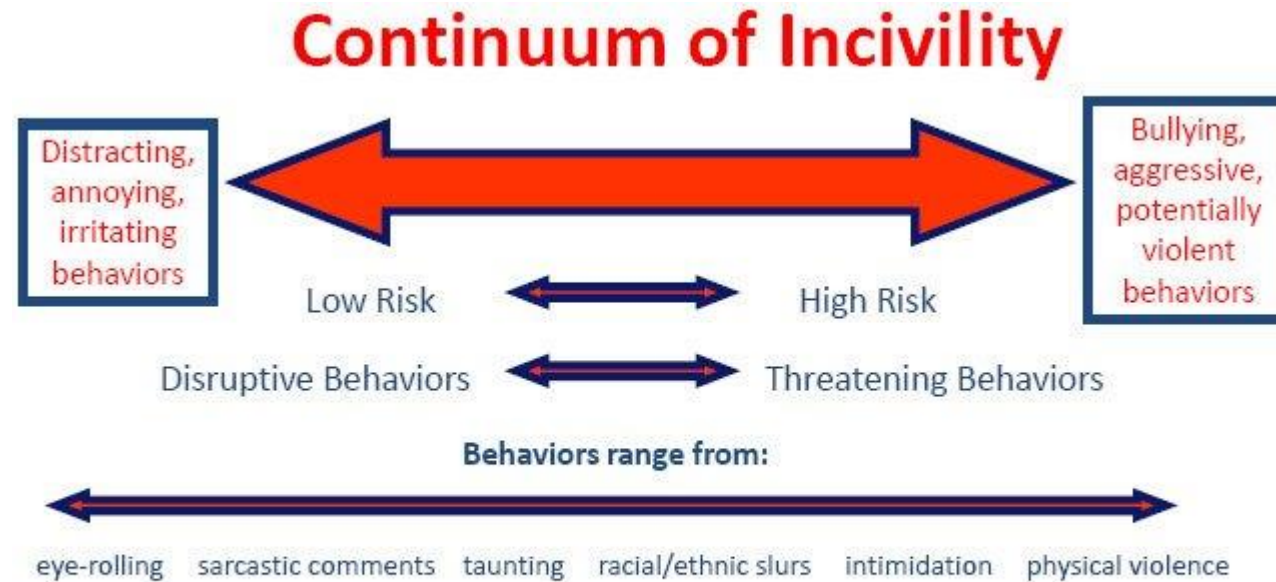 Continuum of Incivility
Distracting,
annoying,
irritating
behaviors
Bullying,
aggressive,
potentially
violent
behaviors
Low Risk High Risk
Disruptive Behaviors Threatening Behaviors
Behaviors range from:
eye-rolling sarcastic comments taunting racial/ethnic slurs intimidation physical violence